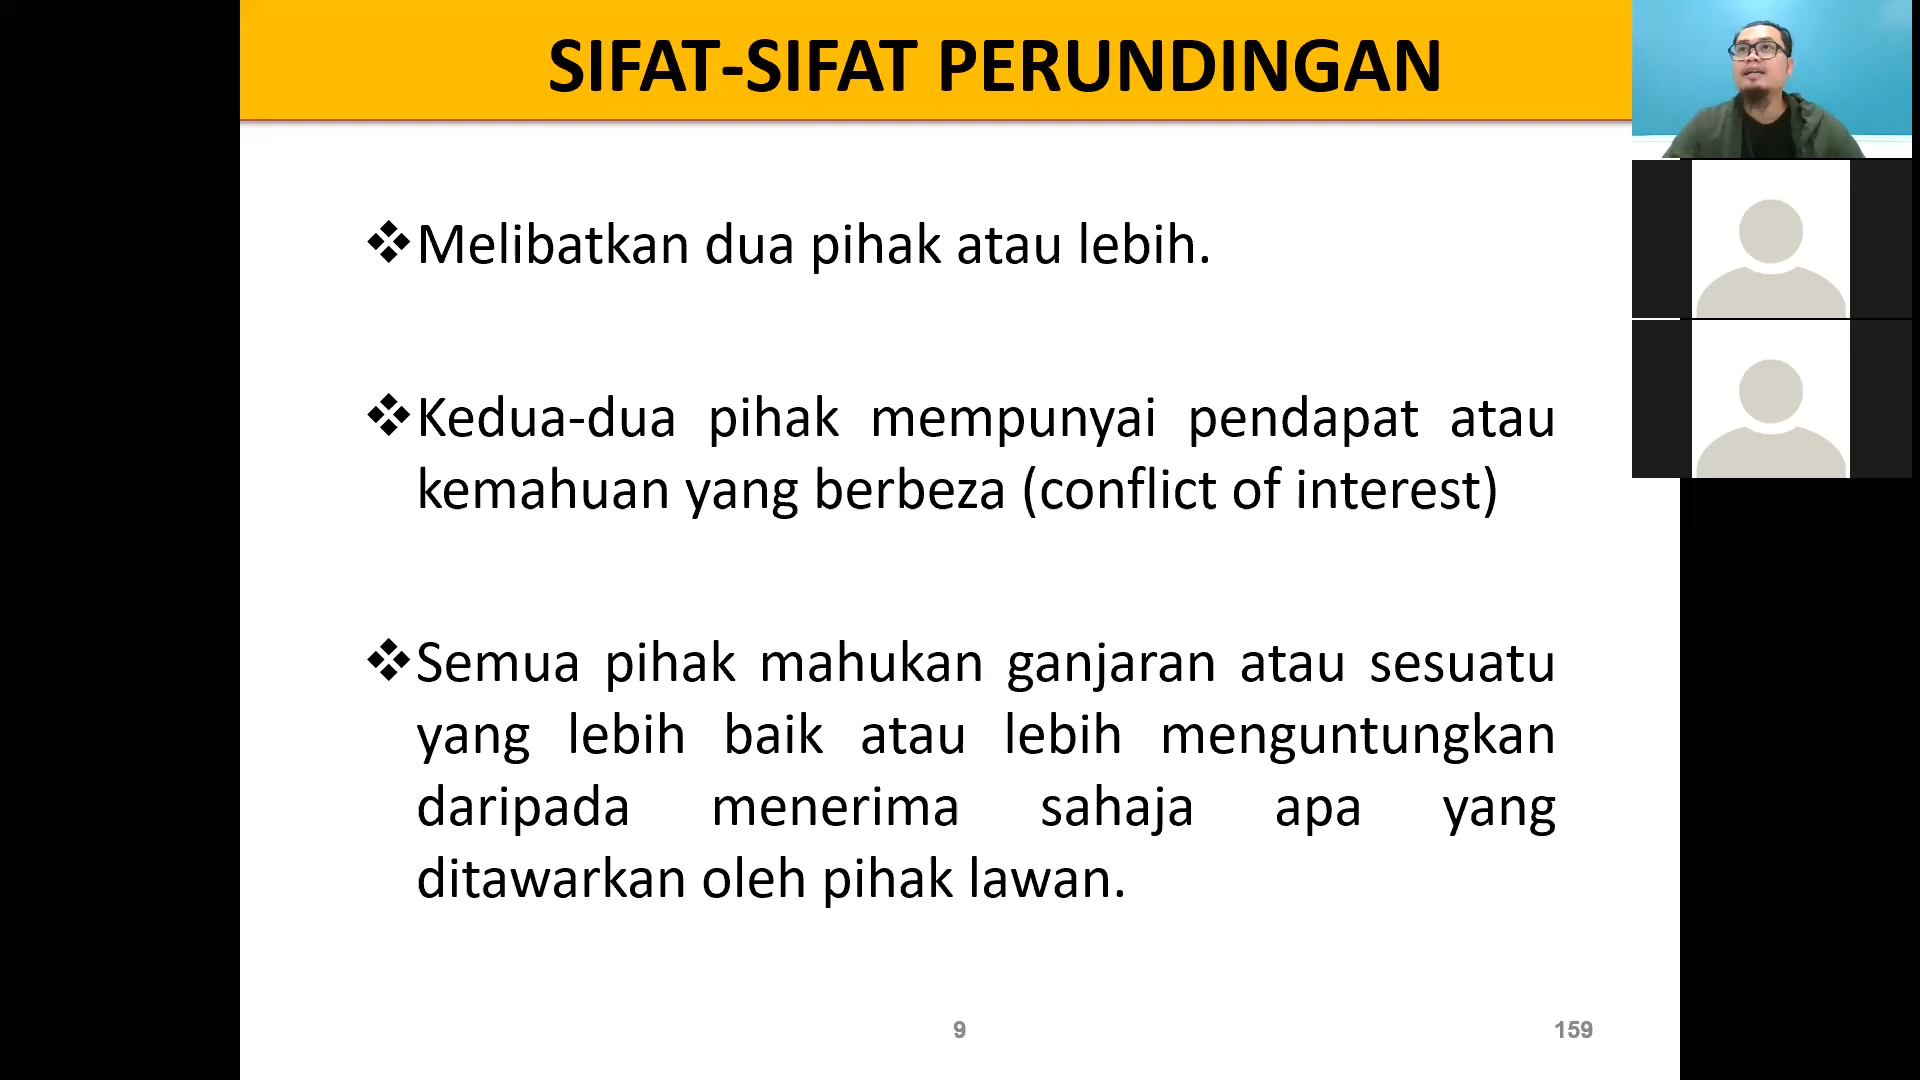 SIFAT-SIFAT PERUNDINGAN
❖Melibatkan dua pihak atau lebih.
❖Kedua-dua pihak mempunyai pendapat atau
kemahuan yang berbeza (conflict of interest)
❖Semua pihak mahukan ganjaran atau sesuatu
yang lebih baik atau lebih menguntungkan
daripada menerima sahaja apa yang
ditawarkan oleh pihak lawan.
9
159